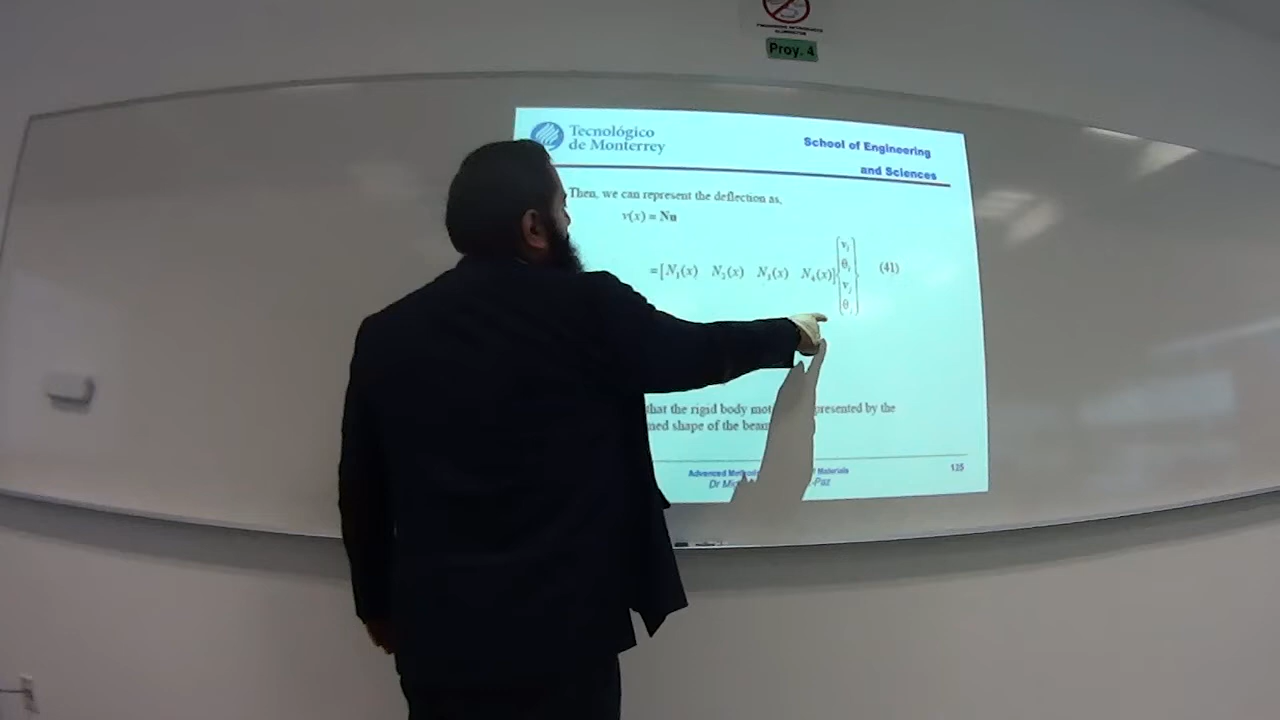 Proy. 4
Tecnológico
de Monterrey
School of Engineering
and Sciences
Then, we can represent the deflection as,
v(x) = Nu
=[N₁(x) N₂(x) N₃(x) N₄(x)]{vᵢ θᵢ vⱼ θⱼ} (41)
that the rigid body mot presented by the
ned shape of the beam
Advanced Methods Materials
Dr Mi -Paz
125